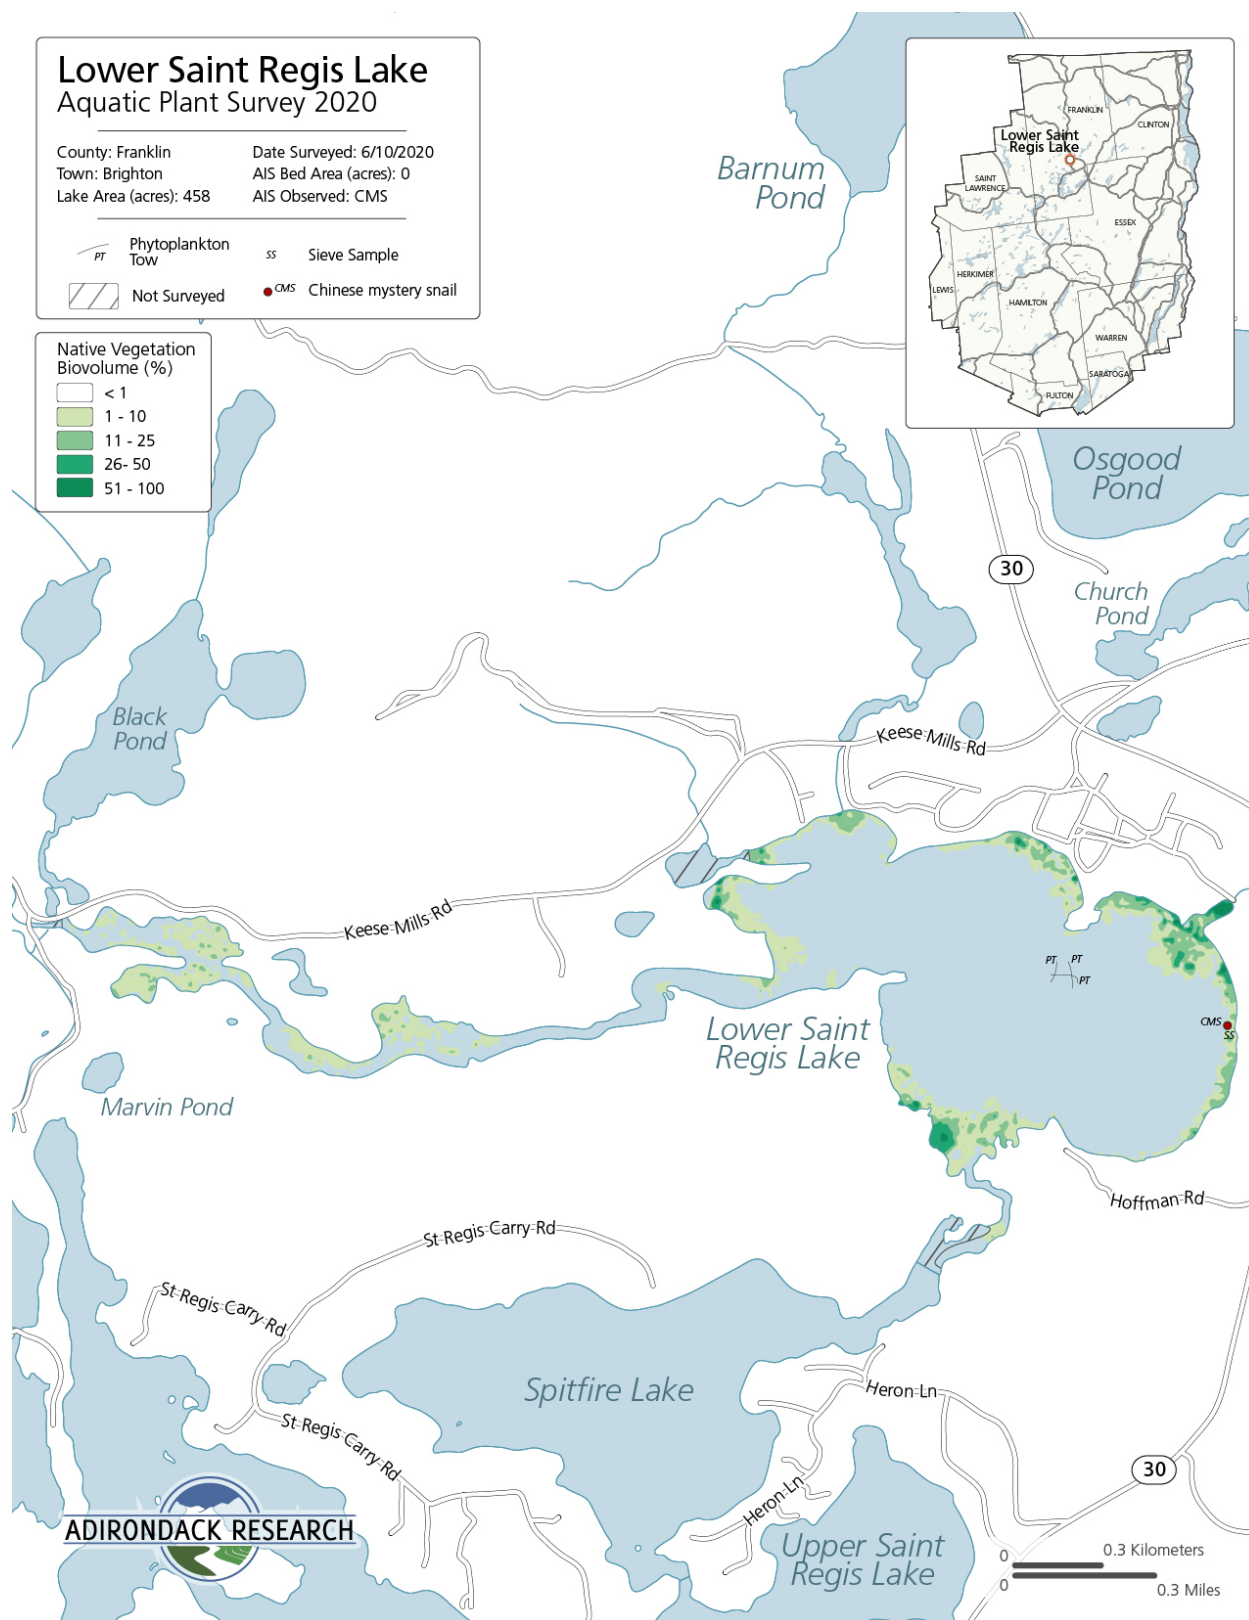 Lower Saint Regis Lake
Aquatic Plant Survey 2020
County: Franklin
Date Surveyed: 6/10/2020
Town: Brighton
AIS Bed Area (acres): 0
Lake Area (acres): 458
AIS Observed: CMS
PT
Phytoplankton
Tow
SS
Sieve Sample
Not Surveyed
CMS
Chinese mystery snail
Native Vegetation
Biovolume (%)
< 1
1 - 10
11 - 25
26- 50
51 - 100
FRANKLIN
CLINTON
Lower Saint
Regis Lake
SAINT
LAWRENCE
ESSEX
HERKIMER
LEWIS
HAMILTON
WARREN
SARATOGA
FULTON
Barnum
Pond
Osgood
Pond
30
Church
Pond
Black
Pond
Keese Mills Rd
Keese Mills Rd
PT
PT
PT
CMS
SS
Lower Saint
Regis Lake
Marvin Pond
Hoffman Rd
St Regis Carry Rd
St Regis Carry Rd
Spitfire Lake
Heron Ln
St Regis Carry Rd
30
Heron Ln
ADIRONDACK RESEARCH
Upper Saint
Regis Lake
0
0.3 Kilometers
0
0.3 Miles